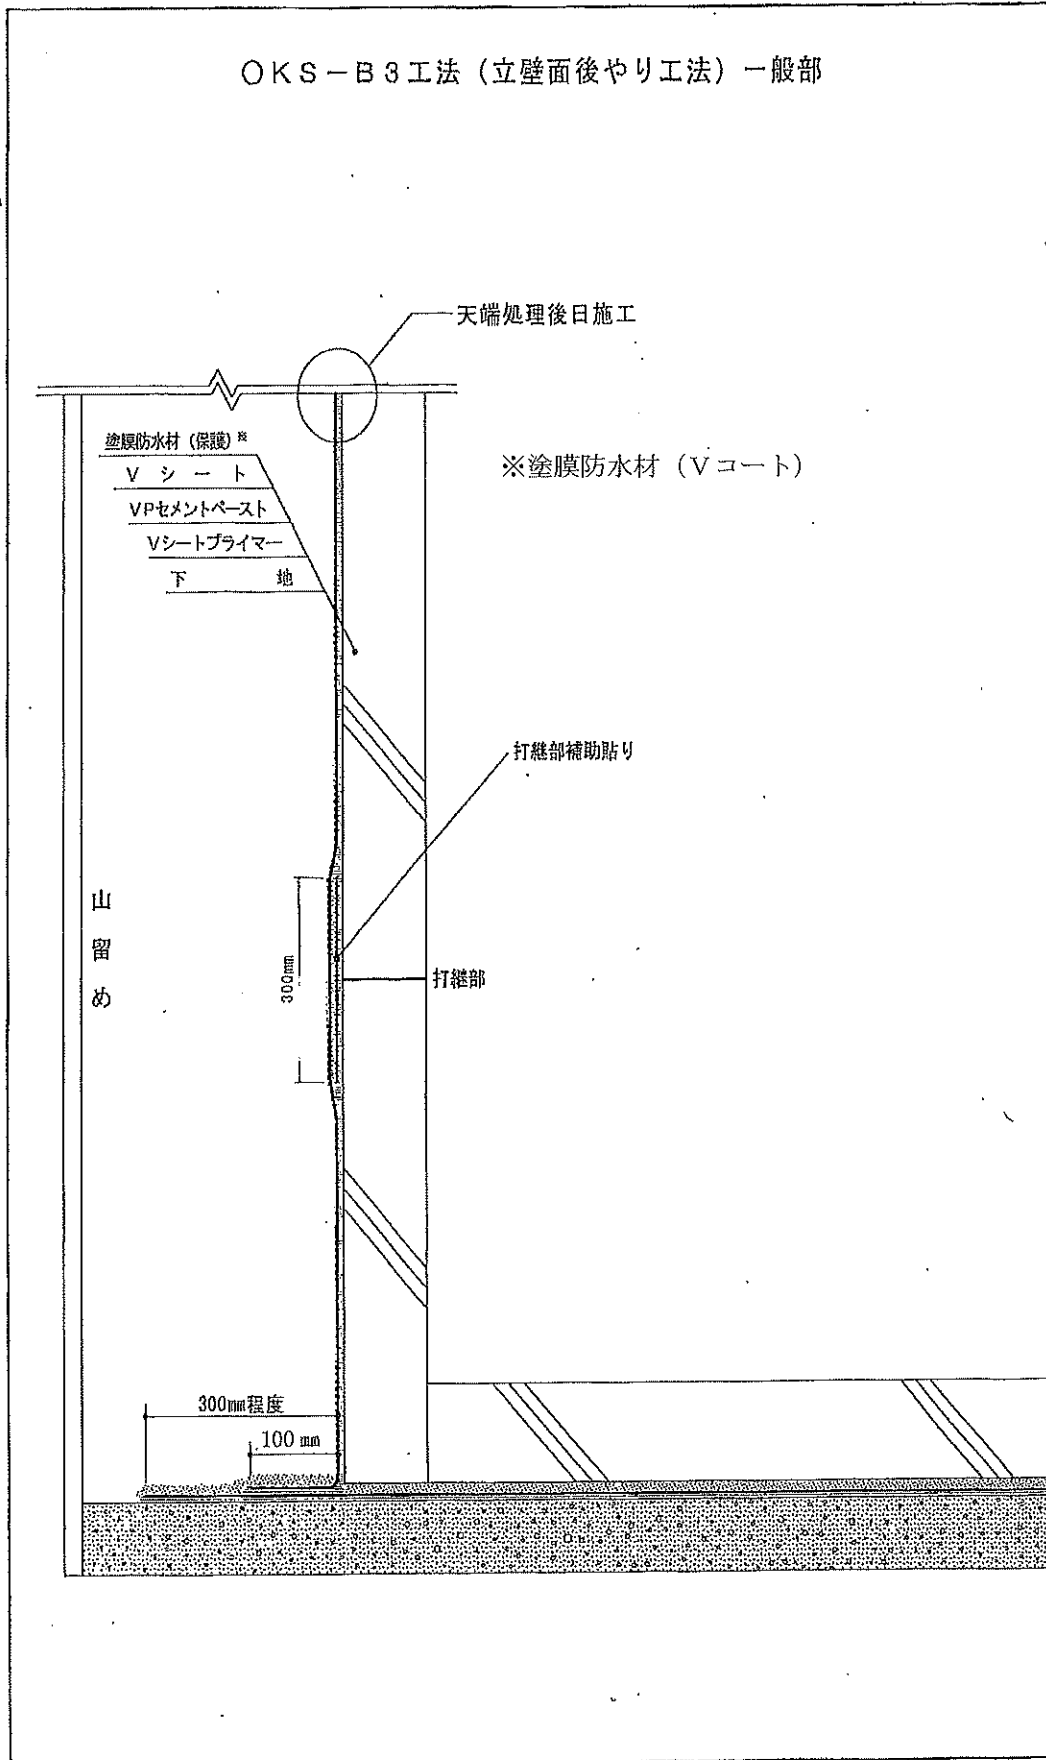 OKS－B3工法（立壁面後やり工法）一般部
天端処理後日施工
塗膜防水材（保護）※
Vシート
VPセメントペースト
Vシートプライマー
下地
※塗膜防水材（Vコート）
打継部補助貼り
山留め
300mm
打継部
300mm程度
100mm